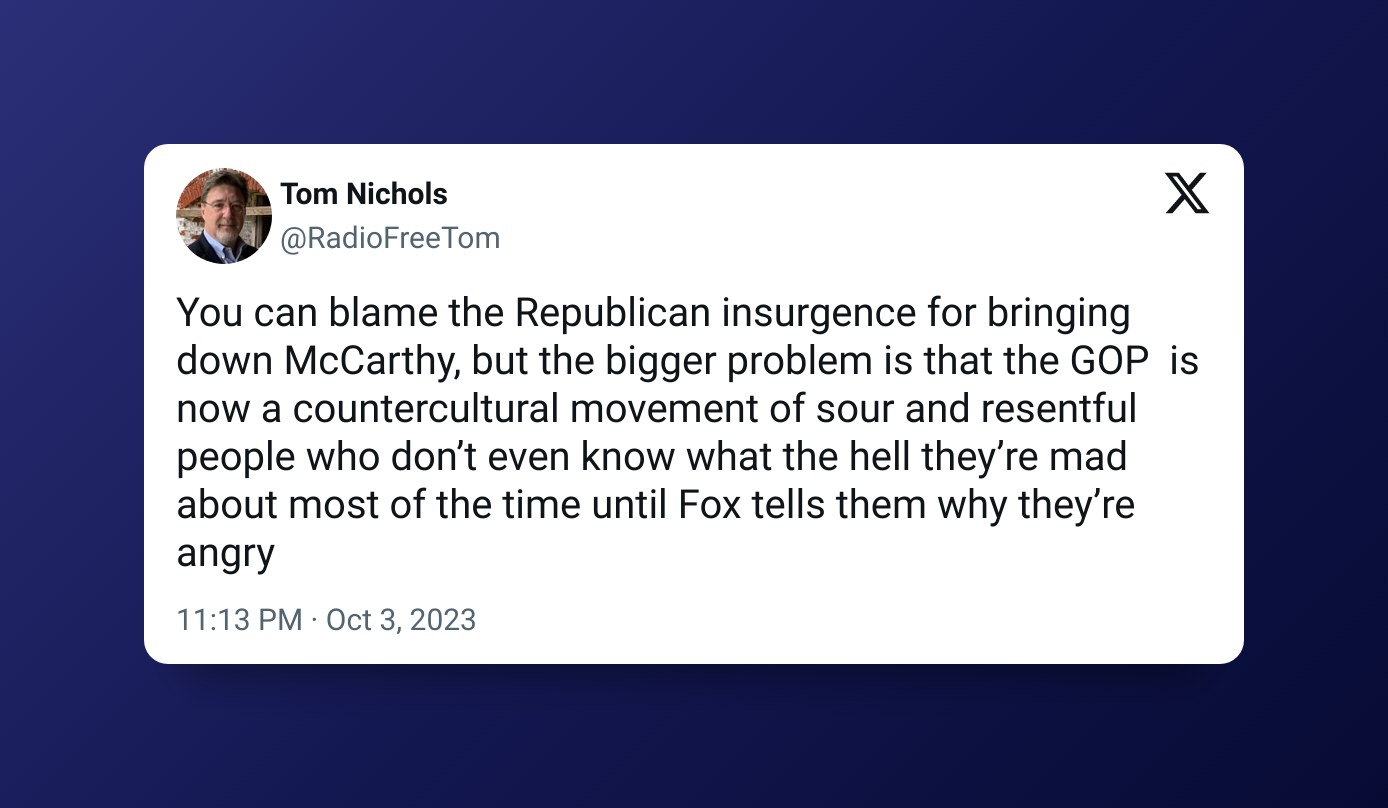 Tom Nichols
@RadioFreeTom
You can blame the Republican insurgence for bringing
down McCarthy, but the bigger problem is that the GOP  is
now a countercultural movement of sour and resentful
people who don’t even know what the hell they’re mad
about most of the time until Fox tells them why they’re
angry
11:13 PM · Oct 3, 2023